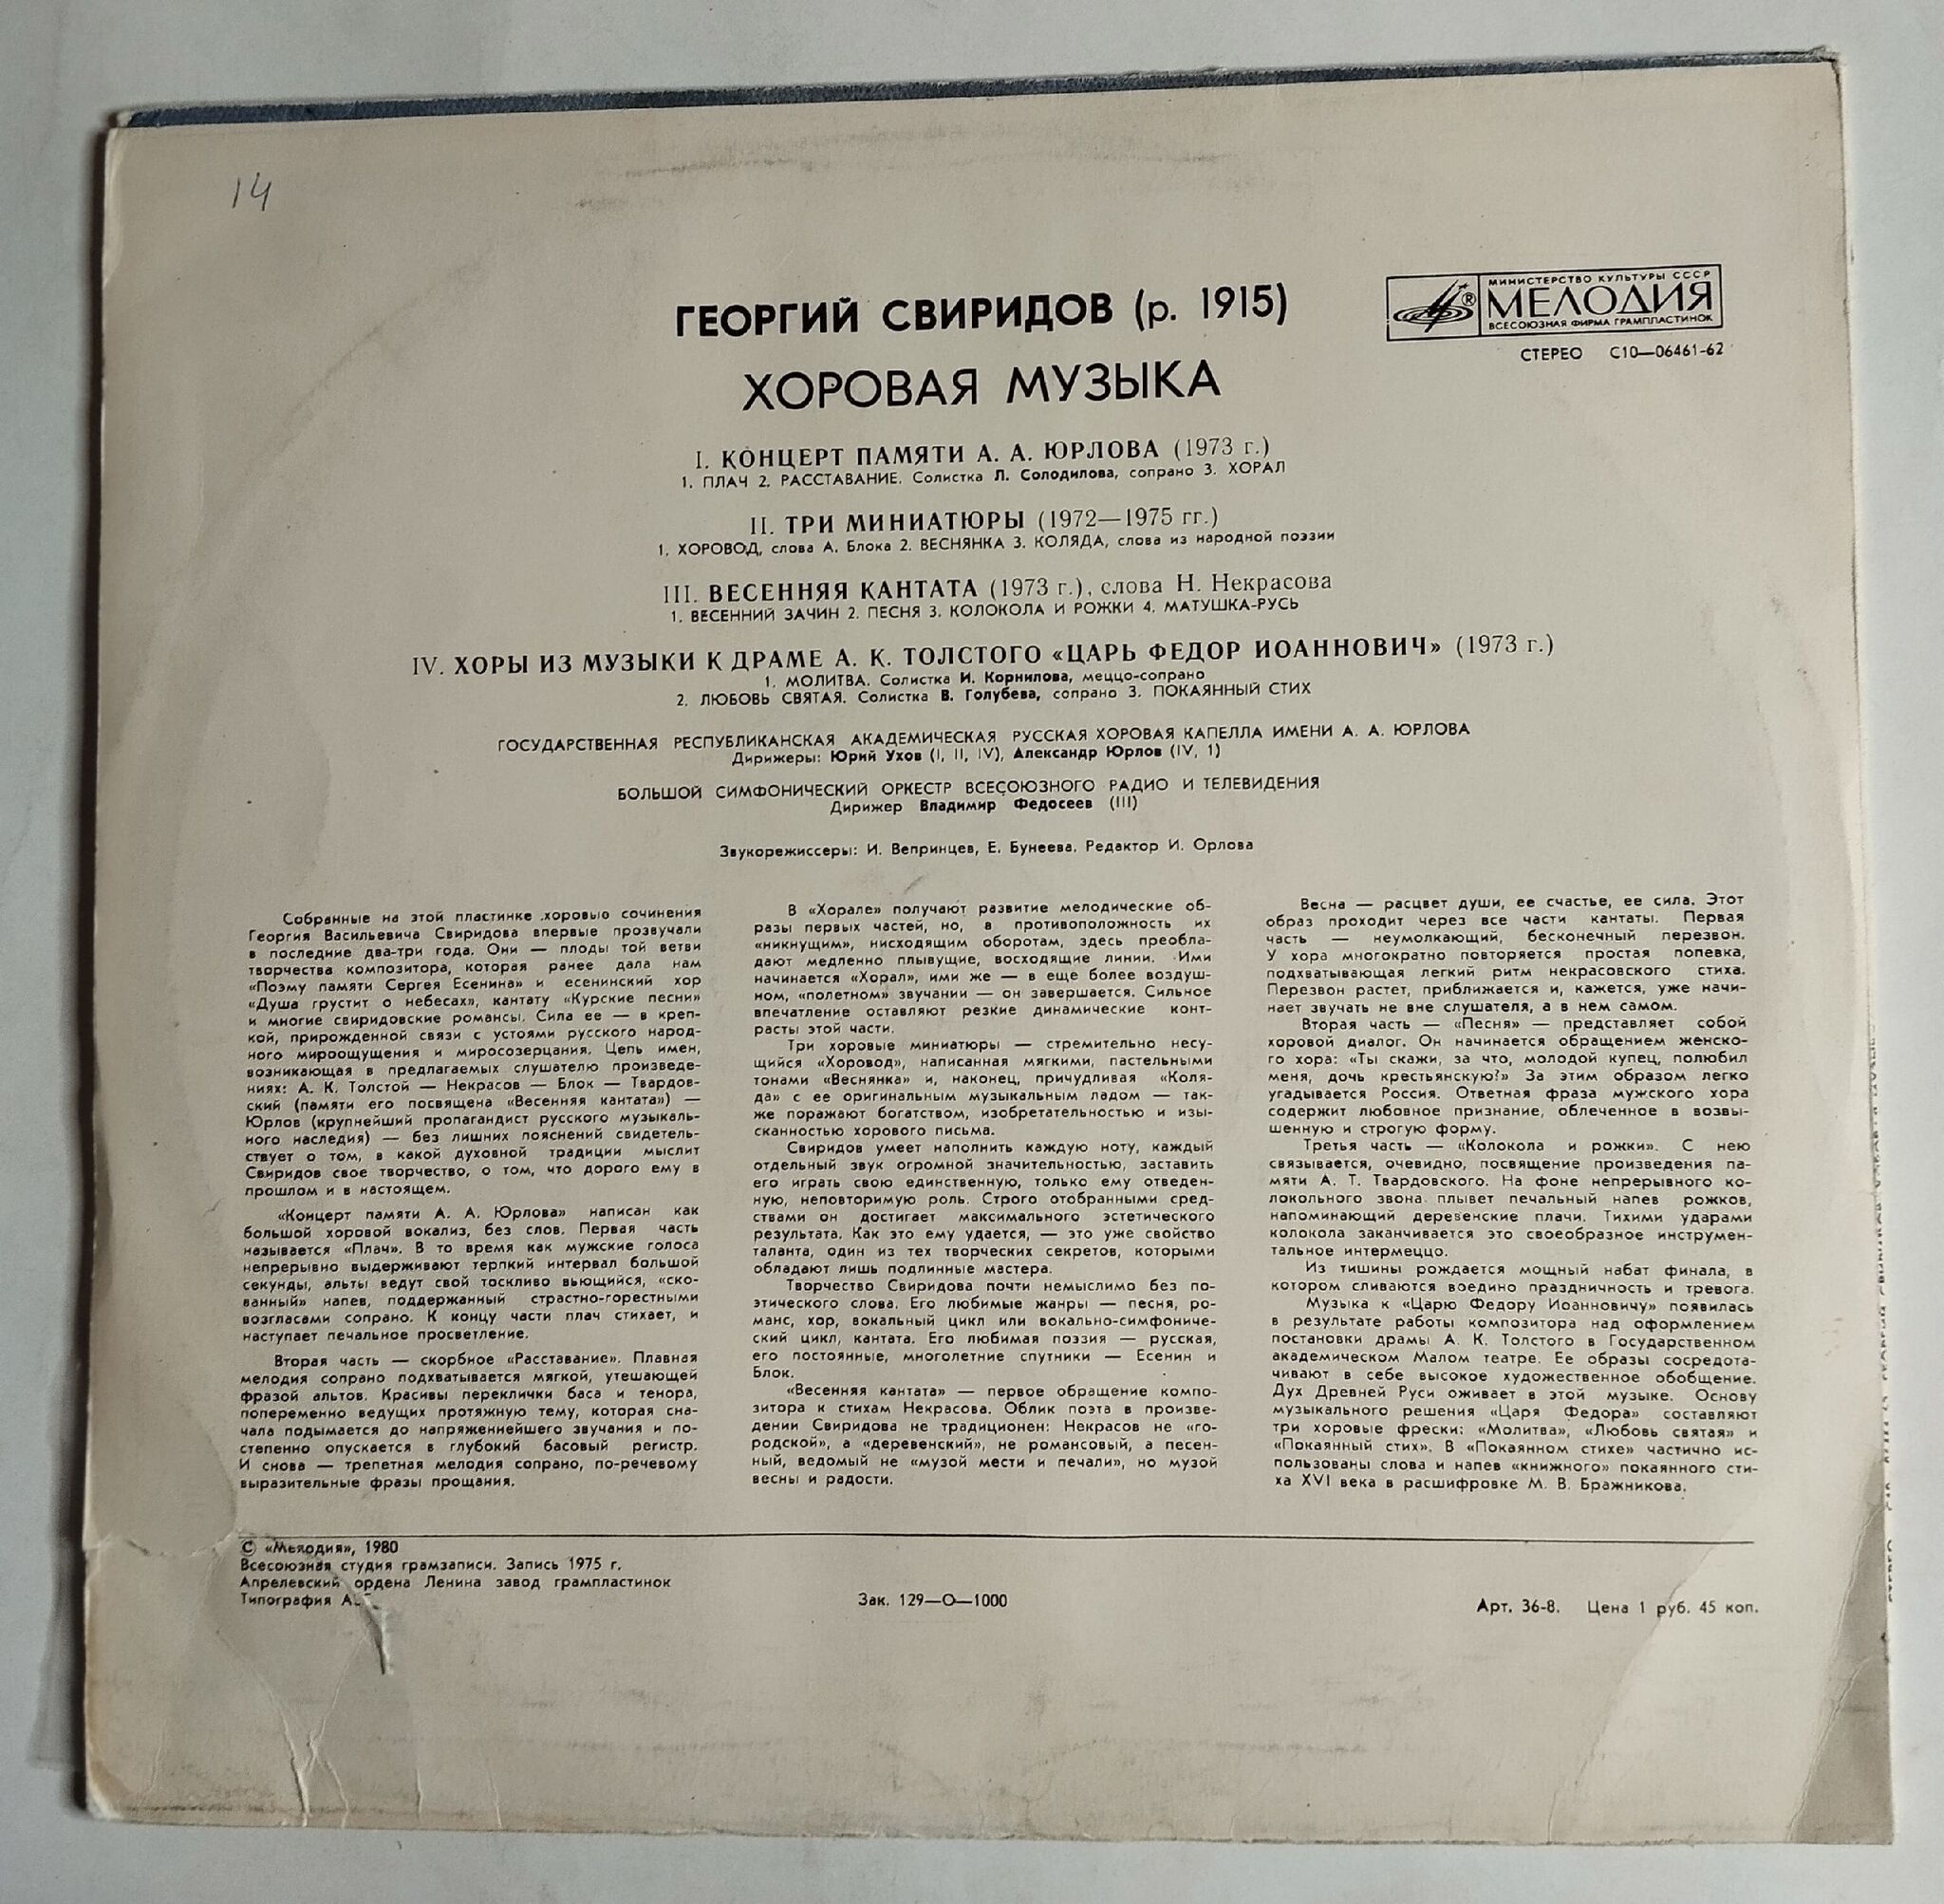 14
ГЕОРГИЙ СВИРИДОВ (р. 1915)
МИНИСТЕРСТВО КУЛЬТУРЫ СССР
®
МЕЛОДИЯ
ВСЕСОЮЗНАЯ ФИРМА ГРАМПЛАСТИНОК
СТЕРЕО С10—06461-62
ХОРОВАЯ МУЗЫКА
I. КОНЦЕРТ ПАМЯТИ А. А. ЮРЛОВА (1973 г.)
1. ПЛАЧ 2. РАССТАВАНИЕ. Солистка Л. Солодилова, сопрано 3. ХОРАЛ
II. ТРИ МИНИАТЮРЫ (1972—1975 гг.)
1. ХОРОВОД, слова А. Блока 2. ВЕСНЯНКА 3. КОЛЯДА, слова из народной поэзии
III. ВЕСЕННЯЯ КАНТАТА (1973 г.), слова Н. Некрасова
1. ВЕСЕННИЙ ЗАЧИН 2. ПЕСНЯ 3. КОЛОКОЛА И РОЖКИ 4. МАТУШКА-РУСЬ
IV. ХОРЫ ИЗ МУЗЫКИ К ДРАМЕ А. К. ТОЛСТОГО «ЦАРЬ ФЕДОР ИОАННОВИЧ» (1973 г.)
1. МОЛИТВА. Солистка И. Корнилова, меццо-сопрано
2. ЛЮБОВЬ СВЯТАЯ. Солистка В. Голубева, сопрано 3. ПОКАЯННЫЙ СТИХ
ГОСУДАРСТВЕННАЯ РЕСПУБЛИКАНСКАЯ АКАДЕМИЧЕСКАЯ РУССКАЯ ХОРОВАЯ КАПЕЛЛА ИМЕНИ А. А. ЮРЛОВА
Дирижеры: Юрий Ухов (I, II, IV), Александр Юрлов (IV, 1)
БОЛЬШОЙ СИМФОНИЧЕСКИЙ ОРКЕСТР ВСЕСОЮЗНОГО РАДИО И ТЕЛЕВИДЕНИЯ
Дирижер Владимир Федосеев (III)
Звукорежиссеры: И. Вепринцев, Е. Бунеева. Редактор И. Орлова
Собранные на этой пластинке хоровые сочинения
Георгия Васильевича Свиридова впервые прозвучали
в последние два-три года. Они — плоды той ветви
творчества композитора, которая ранее дала нам
«Поэму памяти Сергея Есенина» и есенинский хор
«Душа грустит о небесах», кантату «Курские песни»
и многие свиридовские романсы. Сила ее — в креп-
кой, прирожденной связи с устоями русского народ-
ного мироощущения и миросозерцания. Цепь имен,
возникающая в предлагаемых слушателю произведе-
ниях: А. К. Толстой — Некрасов — Блок — Твардов-
ский (памяти его посвящена «Весенняя кантата») —
Юрлов (крупнейший пропагандист русского музыкаль-
ного наследия) — без лишних пояснений свидетель-
ствует о том, в какой духовной традиции мыслит
Свиридов свое творчество, о том, что дорого ему в
прошлом и в настоящем.
«Концерт памяти А. А. Юрлова» написан как
большой хоровой вокализ, без слов. Первая часть
называется «Плач». В то время как мужские голоса
непрерывно выдерживают терпкий интервал большой
секунды, альты ведут свой тоскливо вьющийся, «ско-
ванный» напев, поддержанный страстно-горестными
возгласами сопрано. К концу части плач стихает, и
наступает печальное просветление.
Вторая часть — скорбное «Расставание». Плавная
мелодия сопрано подхватывается мягкой, утешающей
фразой альтов. Красивы переклички баса и тенора,
попеременно ведущих протяжную тему, которая сна-
чала подымается до напряженнейшего звучания и по-
степенно опускается в глубокий басовый регистр.
И снова — трепетная мелодия сопрано, по-речевому
выразительные фразы прощания.
В «Хорале» получают развитие мелодические об-
разы первых частей, но, в противоположность их
«никнущим», нисходящим оборотам, здесь преобла-
дают медленно плывущие, восходящие линии. Ими
начинается «Хорал», ими же — в еще более воздуш-
ном, «полетном» звучании — он завершается. Сильное
впечатление оставляют резкие динамические конт-
расты этой части.
Три хоровые миниатюры — стремительно несу-
щийся «Хоровод», написанная мягкими, пастельными
тонами «Веснянка» и, наконец, причудливая «Коля-
да» с ее оригинальным музыкальным ладом — так-
же поражают богатством, изобретательностью и изы-
сканностью хорового письма.
Свиридов умеет наполнить каждую ноту, каждый
отдельный звук огромной значительностью, заставить
его играть свою единственную, только ему отведен-
ную, неповторимую роль. Строго отобранными сред-
ствами он достигает максимального эстетического
результата. Как это ему удается, — это уже свойство
таланта, один из тех творческих секретов, которыми
обладают лишь подлинные мастера.
Творчество Свиридова почти немыслимо без по-
этического слова. Его любимые жанры — песня, ро-
манс, хор, вокальный цикл или вокально-симфониче-
ский цикл, кантата. Его любимая поэзия — русская,
его постоянные, многолетние спутники — Есенин и
Блок.
«Весенняя кантата» — первое обращение компо-
зитора к стихам Некрасова. Облик поэта в произве-
дении Свиридова не традиционен: Некрасов не «го-
родской», а «деревенский», не романсовый, а песен-
ный, ведомый не «музой мести и печали», но музой
весны и радости.
Весна — расцвет души, ее счастье, ее сила. Этот
образ проходит через все части кантаты. Первая
часть — неумолкающий, бесконечный перезвон.
У хора многократно повторяется простая попевка,
подхватывающая легкий ритм некрасовского стиха.
Перезвон растет, приближается и, кажется, уже начи-
нает звучать не вне слушателя, а в нем самом.
Вторая часть — «Песня» — представляет собой
хоровой диалог. Он начинается обращением женско-
го хора: «Ты скажи, за что, молодой купец, полюбил
меня, дочь крестьянскую?» За этим образом легко
угадывается Россия. Ответная фраза мужского хора
содержит любовное признание, облеченное в возвы-
шенную и строгую форму.
Третья часть — «Колокола и рожки». С нею
связывается, очевидно, посвящение произведения па-
мяти А. Т. Твардовского. На фоне непрерывного ко-
локольного звона плывет печальный напев рожков,
напоминающий деревенские плачи. Тихими ударами
колокола заканчивается это своеобразное инструмен-
тальное интермеццо.
Из тишины рождается мощный набат финала, в
котором сливаются воедино праздничность и тревога.
Музыка к «Царю Федору Иоанновичу» появилась
в результате работы композитора над оформлением
постановки драмы А. К. Толстого в Государственном
академическом Малом театре. Ее образы сосредота-
чивают в себе высокое художественное обобщение.
Дух Древней Руси оживает в этой музыке. Основу
музыкального решения «Царя Федора» составляют
три хоровые фрески: «Молитва», «Любовь святая» и
«Покаянный стих». В «Покаянном стихе» частично ис-
пользованы слова и напев «книжного» покаянного сти-
ха XVI века в расшифровке М. В. Бражникова.
© «Мелодия», 1980
Всесоюзная студия грамзаписи. Запись 1975 г.
Апрелевский ордена Ленина завод грампластинок
Типография
Зак. 129—О—1000
Арт. 36-8. Цена 1 руб. 45 коп.